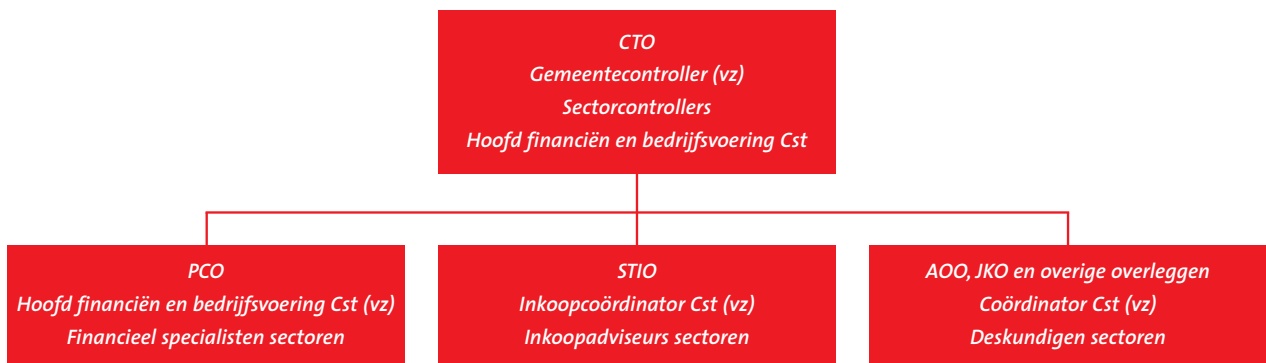 CTO
Gemeentecontroller (vz)
Sectorcontrollers
Hoofd financiën en bedrijfsvoering Cst
PCO
Hoofd financiën en bedrijfsvoering Cst (vz)
Financieel specialisten sectoren
STIO
Inkoopcoördinator Cst (vz)
Inkoopadviseurs sectoren
AOO, JKO en overige overleggen
Coördinator Cst (vz)
Deskundigen sectoren